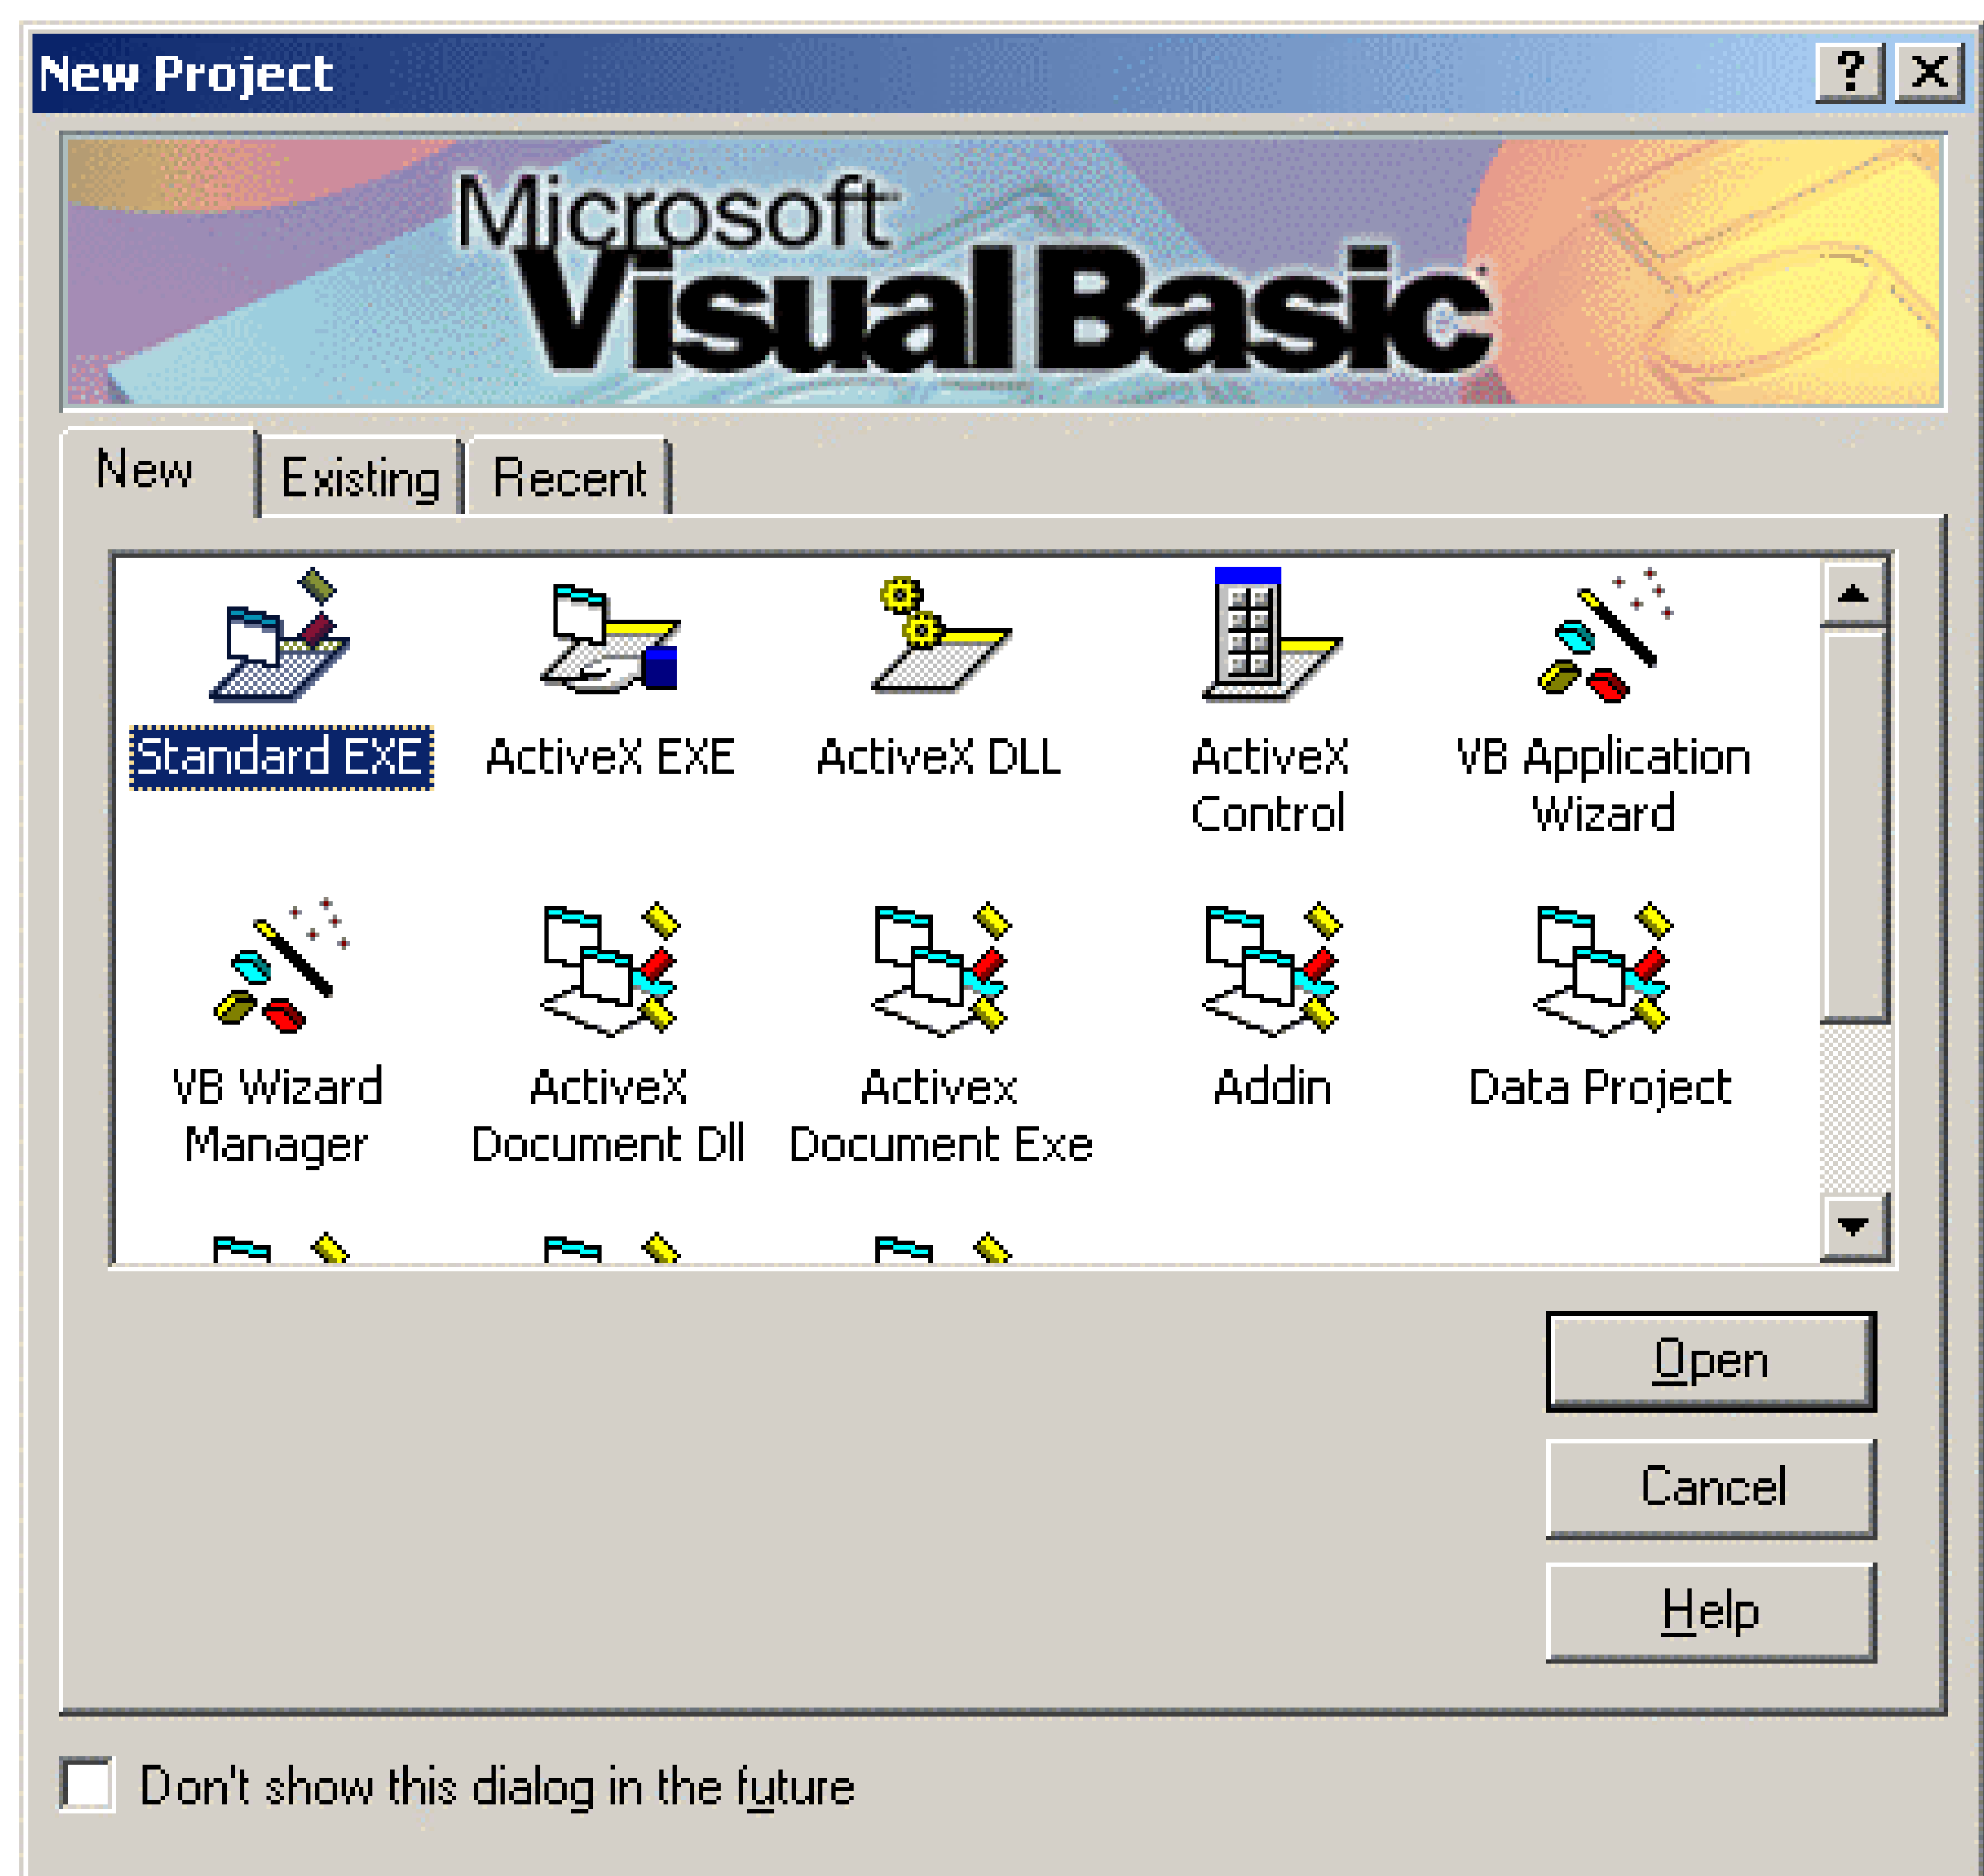 New Project
?
Microsoft
Visual Basic
New Existing Recent
Standard EXE
ActiveX EXE
ActiveX DLL
ActiveX
Control
VB Application
Wizard
VB Wizard
Manager
ActiveX
Document Dll
Activex
Document Exe
Addin
Data Project
Open
Cancel
Help
Don't show this dialog in the future